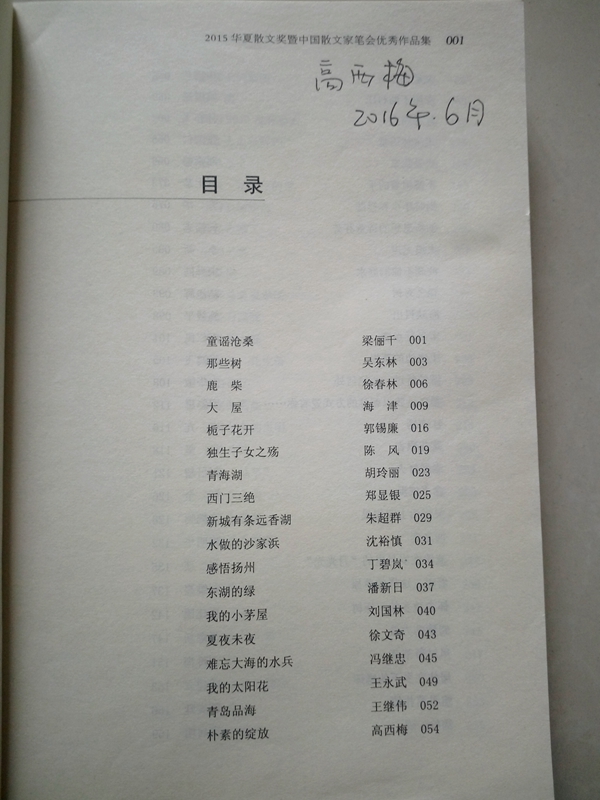 2015华夏散文奖暨中国散文家笔会优秀作品集 001
高西梅
2016年.6月
目 录
童谣沧桑 梁俪千 001
那些树 吴东林 003
鹿 柴 徐春林 006
大 屋 海 津 009
栀子花开 郭锡廉 016
独生子女之殇 陈 风 019
青海湖 胡玲丽 023
西门三绝 郑显银 025
新城有条远香湖 朱超群 029
水做的沙家浜 沈裕慎 031
感悟扬州 丁碧岚 034
东湖的绿 潘新日 037
我的小茅屋 刘国林 040
夏夜未夜 徐文奇 043
难忘大海的水兵 冯继忠 045
我的太阳花 王永武 049
青岛品海 王继伟 052
朴素的绽放 高西梅 054